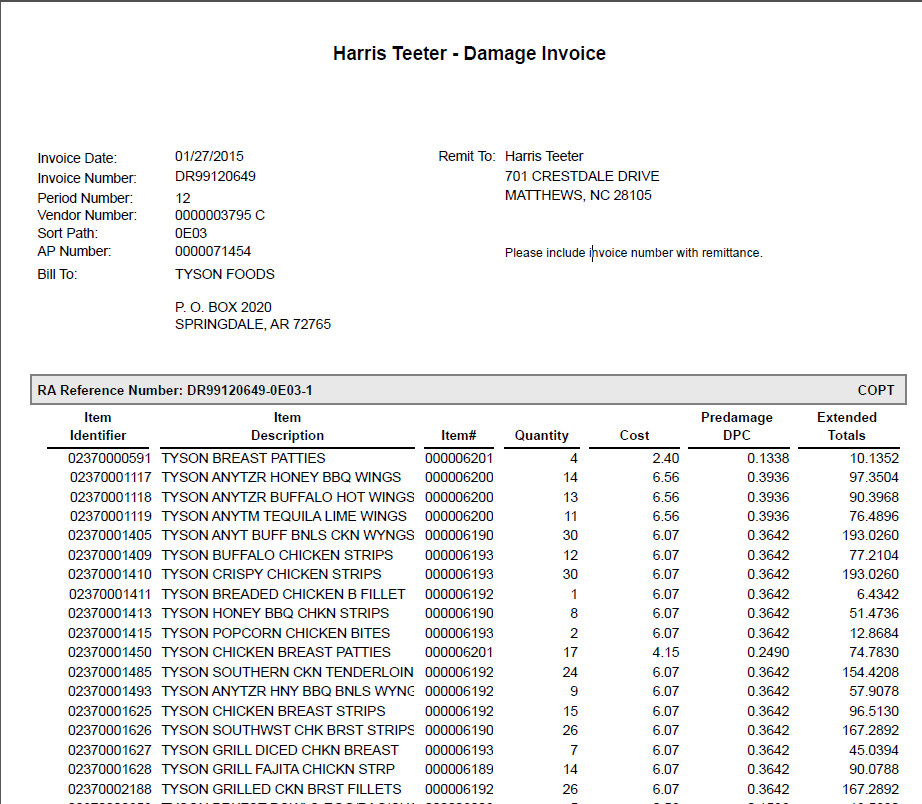 Harris Teeter - Damage Invoice
Invoice Date: 01/27/2015
Invoice Number: DR99120649
Period Number: 12
Vendor Number: 0000003795 C
Sort Path: 0E03
AP Number: 0000071454
Bill To: TYSON FOODS
P. O. BOX 2020
SPRINGDALE, AR 72765
Remit To: Harris Teeter
701 CRESTDALE DRIVE
MATTHEWS, NC 28105
Please include invoice number with remittance.
RA Reference Number: DR99120649-0E03-1 COPT
Item Item Predamage Extended
Identifier Description Item# Quantity Cost DPC Totals
02370000591 TYSON BREAST PATTIES 000006201 4 2.40 0.1338 10.1352
02370001117 TYSON ANYTZR HONEY BBQ WINGS 000006200 14 6.56 0.3936 97.3504
02370001118 TYSON ANYTZR BUFFALO HOT WINGS 000006200 13 6.56 0.3936 90.3968
02370001119 TYSON ANYTM TEQUILA LIME WINGS 000006200 11 6.56 0.3936 76.4896
02370001405 TYSON ANYT BUFF BNLS CKN WYNGS 000006190 30 6.07 0.3642 193.0260
02370001409 TYSON BUFFALO CHICKEN STRIPS 000006193 12 6.07 0.3642 77.2104
02370001410 TYSON CRISPY CHICKEN STRIPS 000006193 30 6.07 0.3642 193.0260
02370001411 TYSON BREADED CHICKEN B FILLET 000006192 1 6.07 0.3642 6.4342
02370001413 TYSON HONEY BBQ CHKN STRIPS 000006190 8 6.07 0.3642 51.4736
02370001415 TYSON POPCORN CHICKEN BITES 000006193 2 6.07 0.3642 12.8684
02370001450 TYSON CHICKEN BREAST PATTIES 000006201 17 4.15 0.2490 74.7830
02370001485 TYSON SOUTHERN CKN TENDERLOIN 000006192 24 6.07 0.3642 154.4208
02370001493 TYSON ANYTZR HNY BBQ BNLS WYNG 000006192 9 6.07 0.3642 57.9078
02370001625 TYSON CHICKEN BREAST STRIPS 000006192 15 6.07 0.3642 96.5130
02370001626 TYSON SOUTHWST CHK BRST STRIPS 000006190 26 6.07 0.3642 167.2892
02370001627 TYSON GRILL DICED CHKN BREAST 000006193 7 6.07 0.3642 45.0394
02370001628 TYSON GRILL FAJITA CHICKN STRP 000006189 14 6.07 0.3642 90.0788
02370002188 TYSON GRILLED CKN BRST FILLETS 000006192 26 6.07 0.3642 167.2892